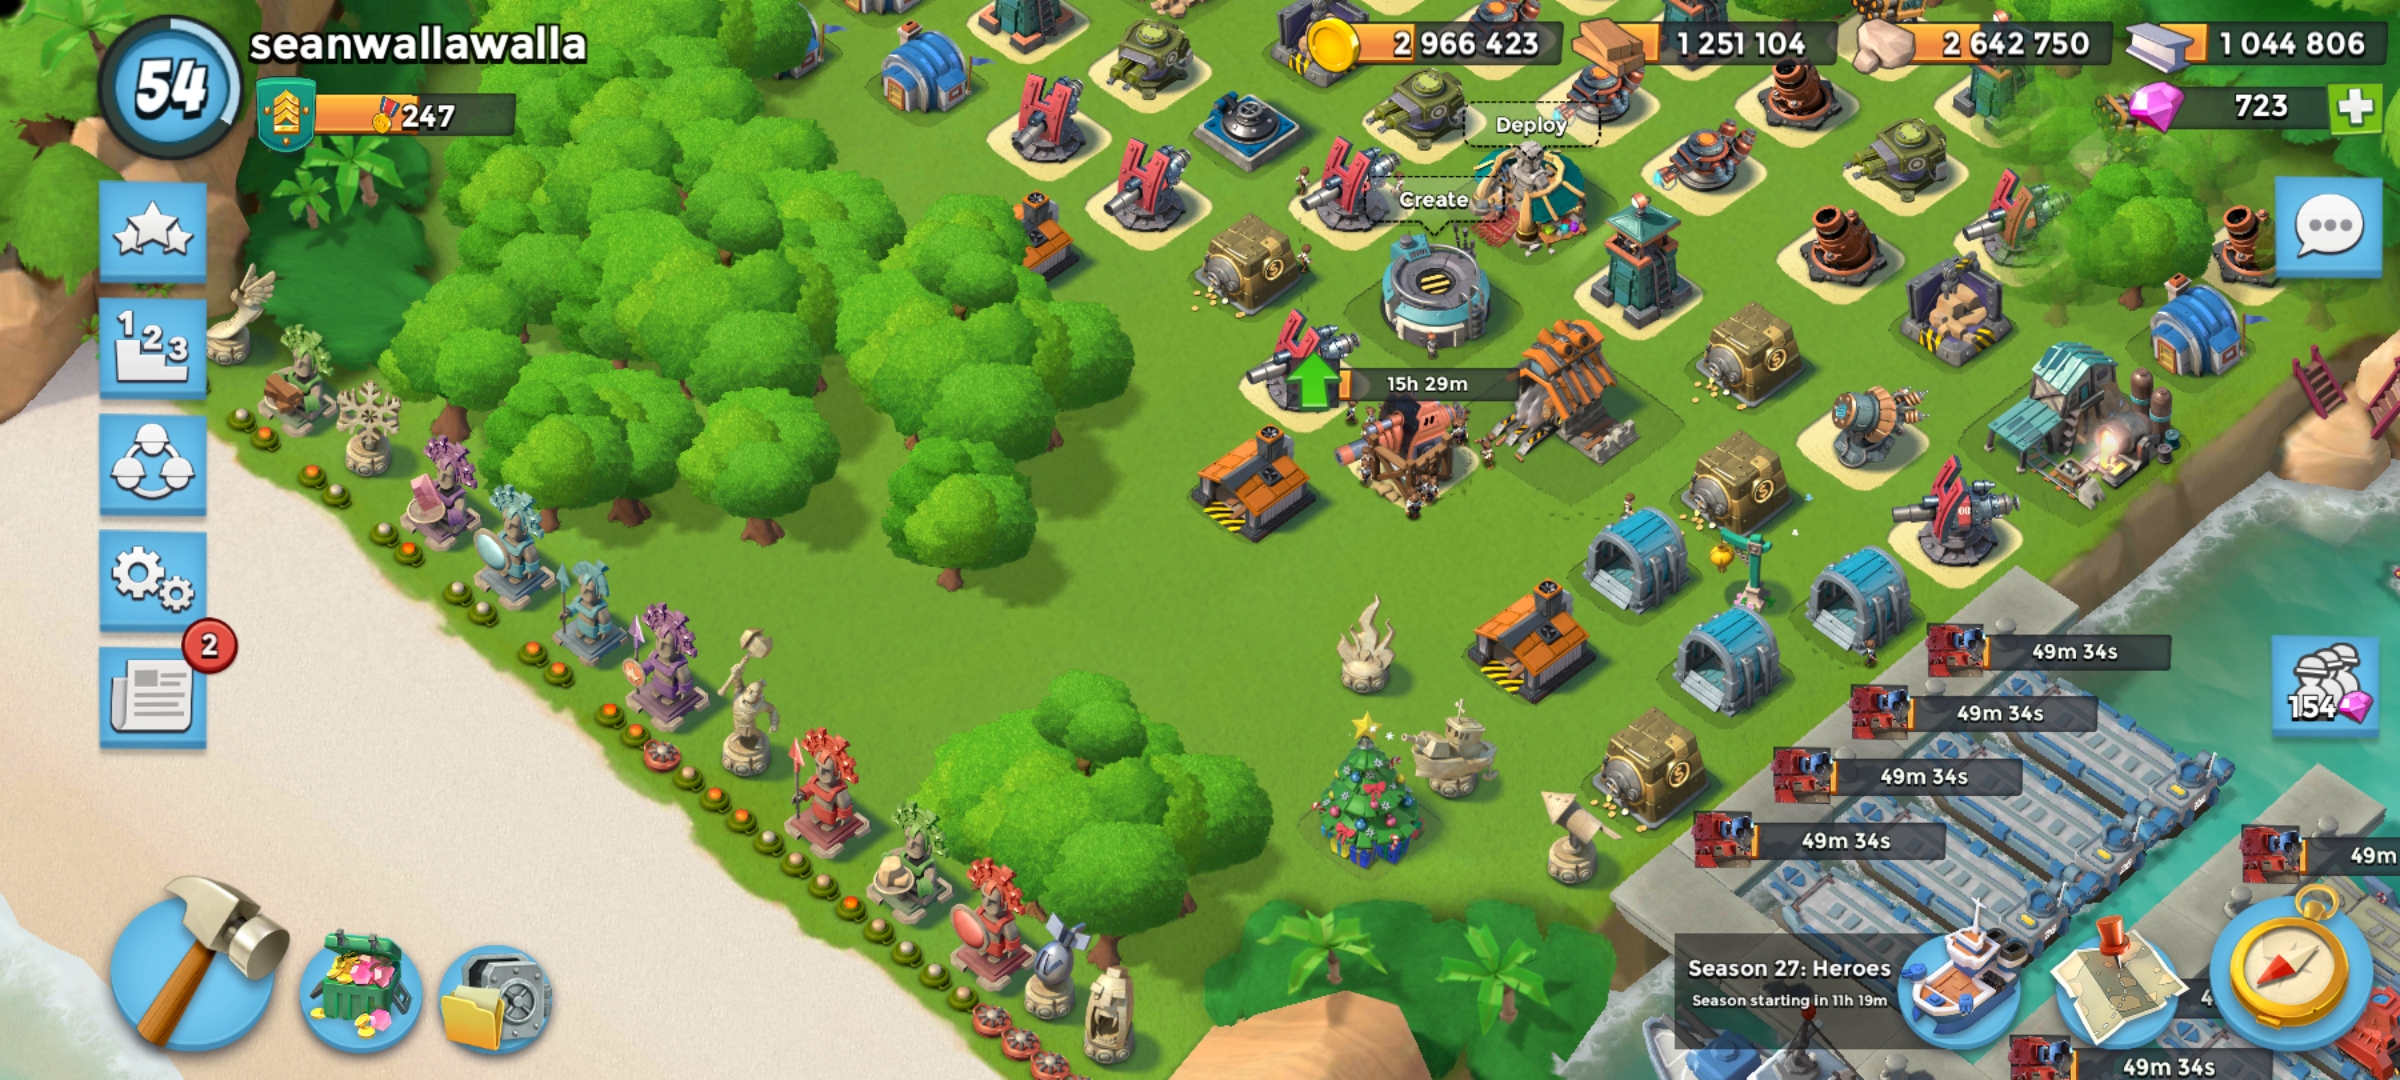 54
seanwallawalla
247
2 966 423
1 251 104
2 642 750
1 044 806
723
Deploy
Create
123
15h 29m
2
49m 34s
49m 34s
49m 34s
49m 34s
49m
154
Season 27: Heroes
Season starting in 11h 19m
4
49m 34s